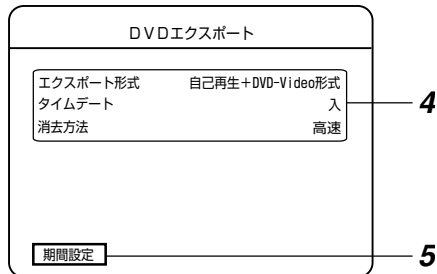 ＤＶＤエクスポート
エクスポート形式 自己再生＋DVD-Video形式
タイムデート 入
4
消去方法 高速
期間設定
5